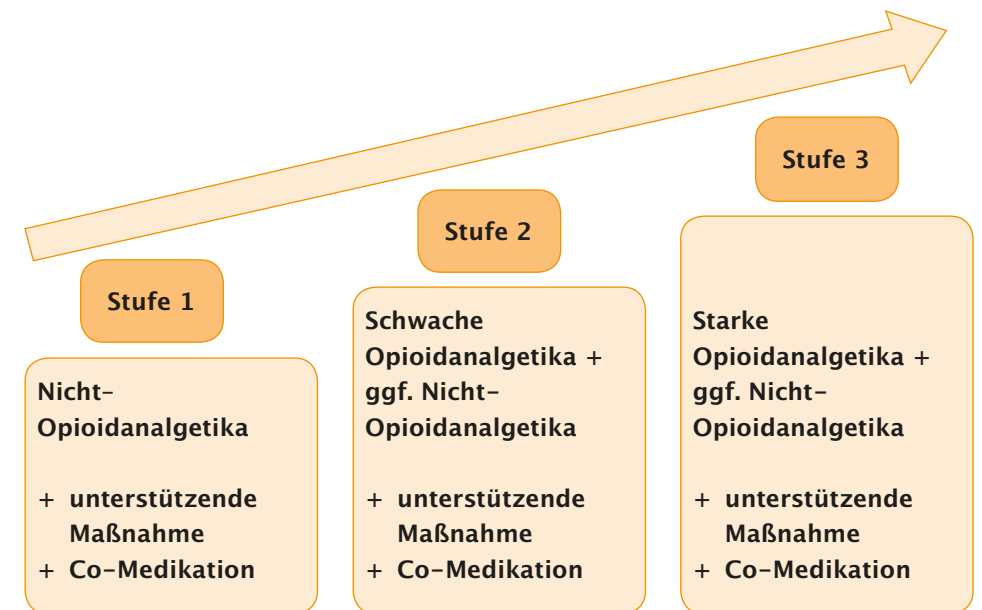 Stufe 1
Nicht-
Opioidanalgetika
+ unterstützende
Maßnahme
+ Co-Medikation
Stufe 2
Schwache
Opioidanalgetika +
ggf. Nicht-
Opioidanalgetika
+ unterstützende
Maßnahme
+ Co-Medikation
Stufe 3
Starke
Opioidanalgetika +
ggf. Nicht-
Opioidanalgetika
+ unterstützende
Maßnahme
+ Co-Medikation